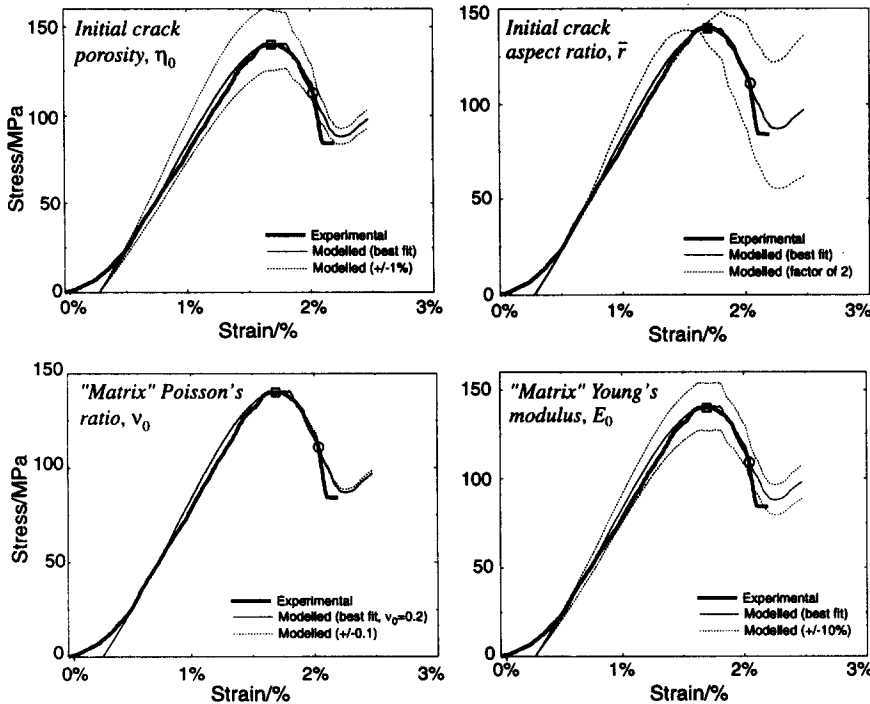 Initial crack
porosity, η0
Stress/MPa
150
100
50
0
Experimental
Modelled (best fit)
Modelled (+/-1%)
0%
1%
2%
3%
Strain/%
Initial crack
aspect ratio, r̄
150
100
50
0
Experimental
Modelled (best fit)
Modelled (factor of 2)
0%
1%
2%
3%
Strain/%
"Matrix" Poisson's
ratio, ν0
Stress/MPa
150
100
50
0
Experimental
Modelled (best fit, ν0=0.2)
Modelled (+/-0.1)
0%
1%
2%
3%
Strain/%
"Matrix" Young's
modulus, E0
150
100
50
0
Experimental
Modelled (best fit)
Modelled (+/-10%)
0%
1%
2%
3%
Strain/%